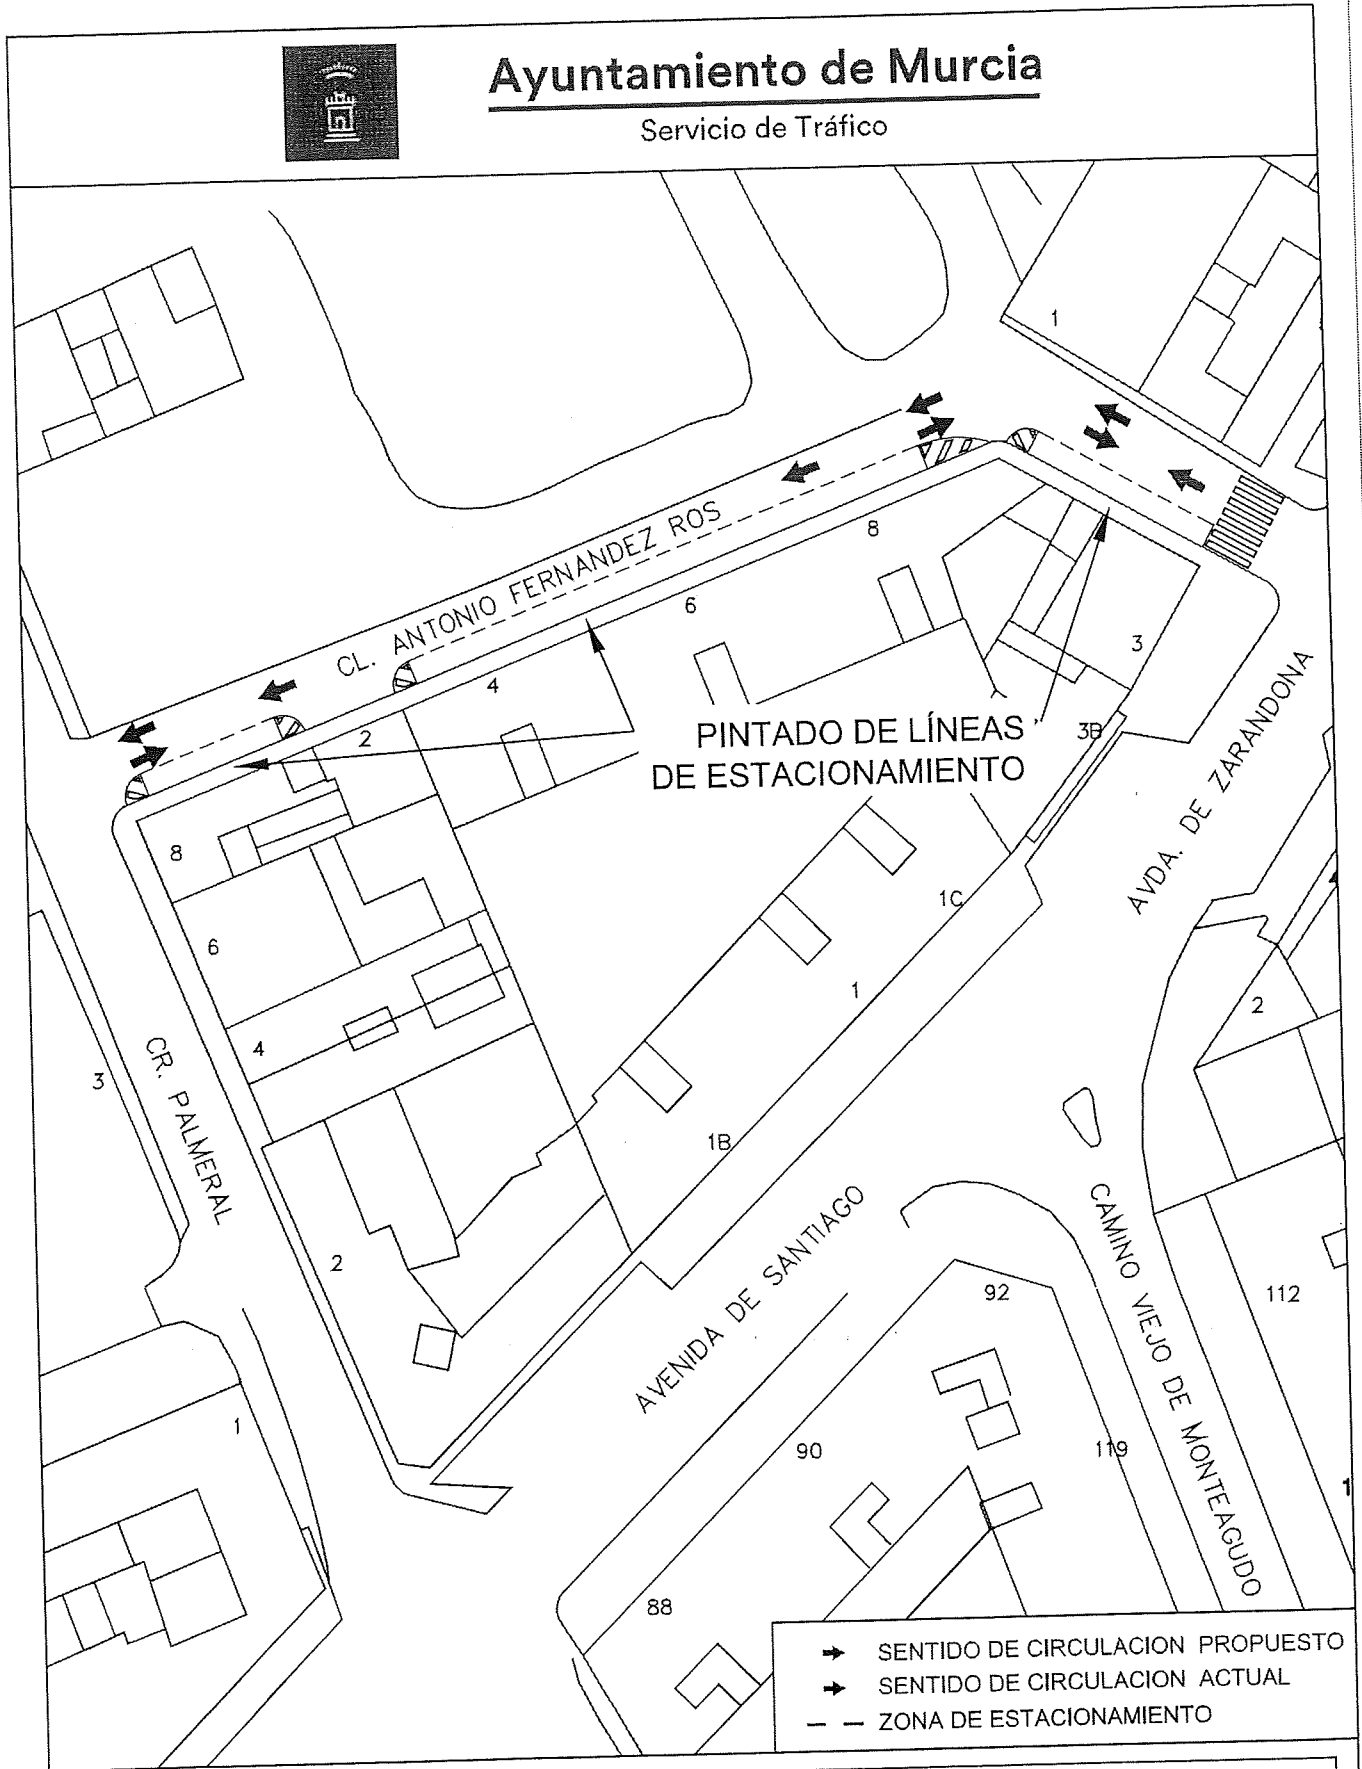 Ayuntamiento de Murcia
Servicio de Tráfico
1
CL. ANTONIO FERNANDEZ ROS
8
6
4
2
3
3B
PINTADO DE LÍNEAS
DE ESTACIONAMIENTO
AVDA. DE ZARANDONA
8
6
4
2
3
CR. PALMERAL
1C
1
1B
2
AVENIDA DE SANTIAGO
CAMINO VIEJO DE MONTEAGUDO
92
112
1
90
119
1
88
SENTIDO DE CIRCULACION PROPUESTO
SENTIDO DE CIRCULACION ACTUAL
ZONA DE ESTACIONAMIENTO